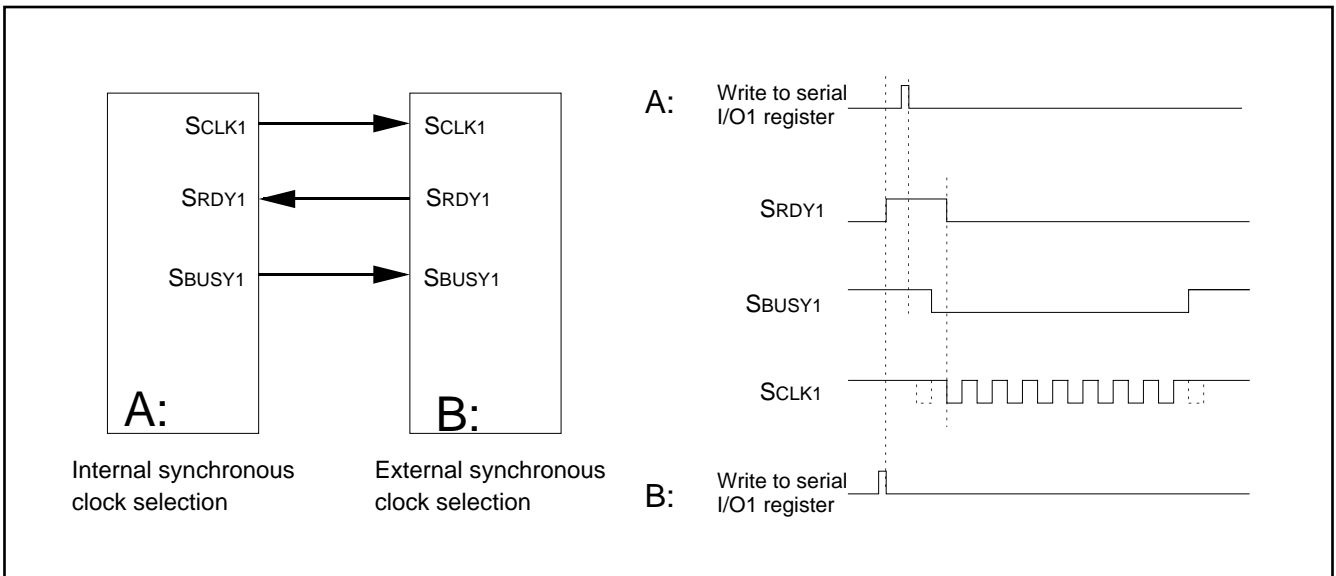 SCLK1
SRDY1
SBUSY1
A:
Internal synchronous
clock selection
SCLK1
SRDY1
SBUSY1
B:
External synchronous
clock selection
A:
Write to serial
I/O1 register
SRDY1
SBUSY1
SCLK1
B:
Write to serial
I/O1 register